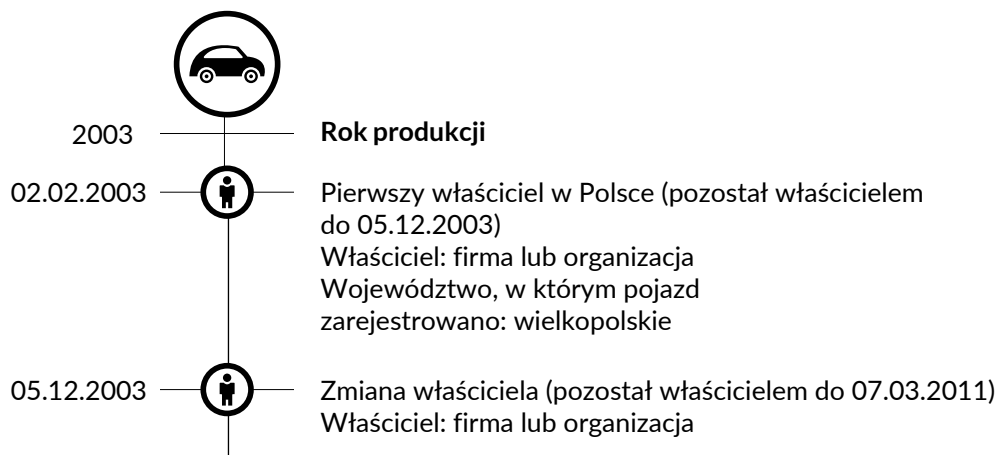 2003 Rok produkcji
02.02.2003 Pierwszy właściciel w Polsce (pozostał właścicielem
do 05.12.2003)
Właściciel: firma lub organizacja
Województwo, w którym pojazd
zarejestrowano: wielkopolskie
05.12.2003 Zmiana właściciela (pozostał właścicielem do 07.03.2011)
Właściciel: firma lub organizacja